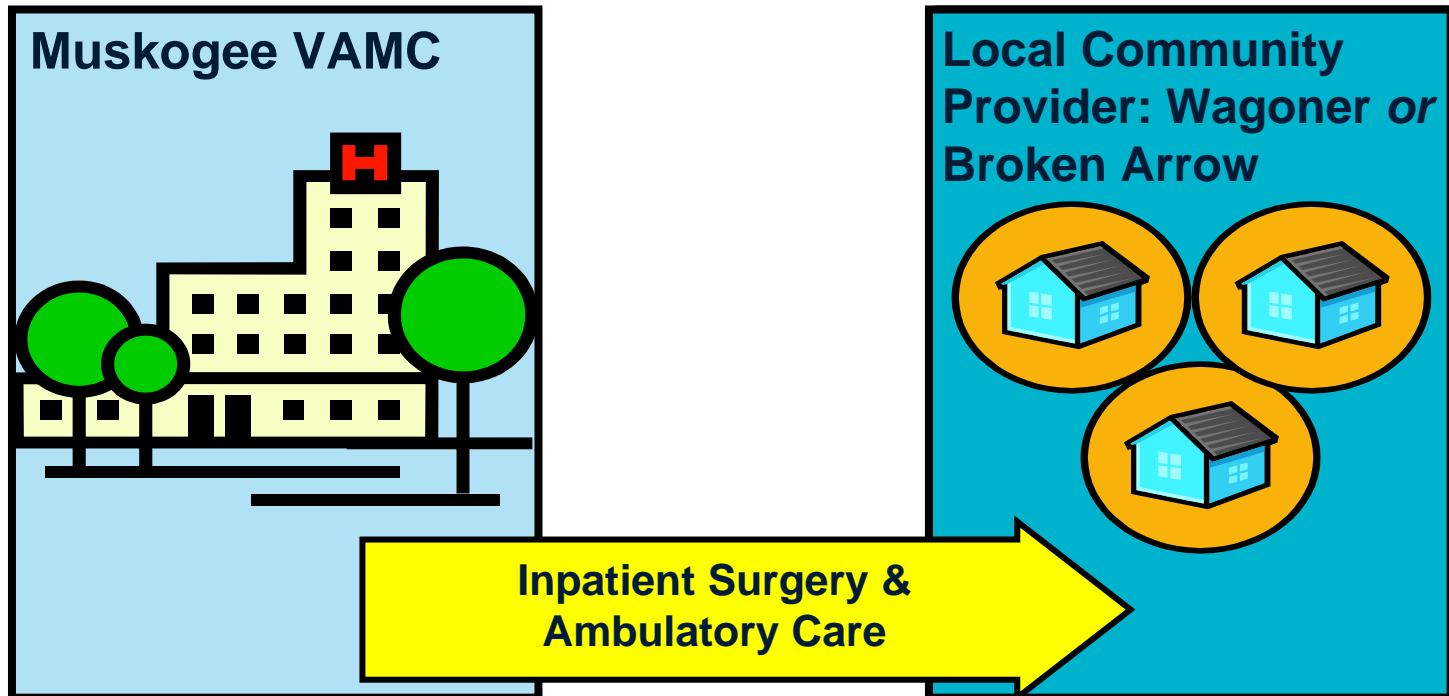 Muskogee VAMC
H
Local Community
Provider: Wagoner or
Broken Arrow
Inpatient Surgery &
Ambulatory Care